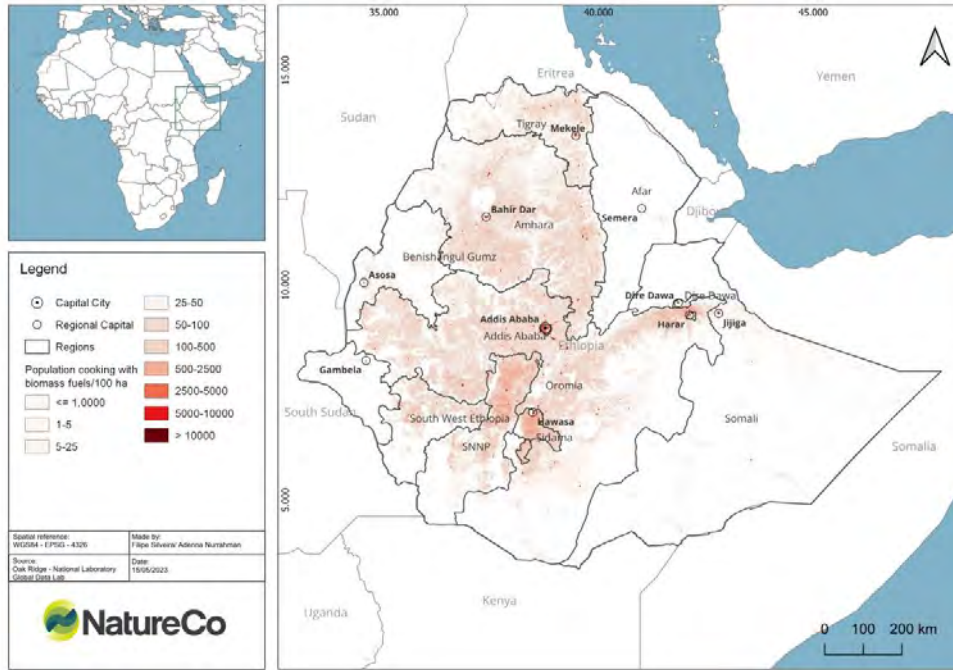 Legend
Capital City
Regional Capital
Regions
Population cooking with
biomass fuels/100 ha
<= 1,0000
1-5
5-25
25-50
50-100
100-500
500-2500
2500-5000
5000-10000
> 10000
Spatial reference:
WGS84 - EPSG - 4326
Made by:
Filipe Silveira/ Adenna Nurrahman
Source:
Oak Ridge - National Laboratory
Global Data Lab
Date:
15/05/2023
NatureCo
35.000
40.000
45.000
15.000
10.000
5.000
Eritrea
Yemen
Sudan
Tigray
Mekele
Afar
Semera
Djibo
Bahir Dar
Amhara
Benishangul Gumz
Asosa
Dire Dawa
Dire Dawa
Addis Ababa
Addis Ababa
Harar
Jijiga
Ethiopia
Gambela
Oromia
South Sudan
South West Ethiopia
Hawasa
Sidama
Somali
SNNP
Somalia
Uganda
Kenya
0 100 200 km